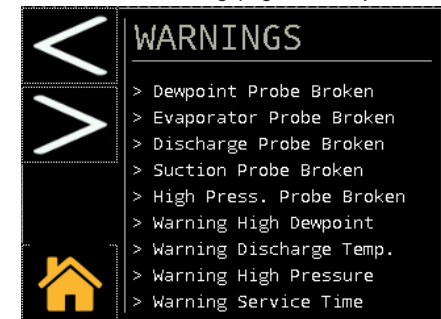 WARNINGS
> Dewpoint Probe Broken
> Evaporator Probe Broken
> Discharge Probe Broken
> Suction Probe Broken
> High Press. Probe Broken
> Warning High Dewpoint
> Warning Discharge Temp.
> Warning High Pressure
> Warning Service Time